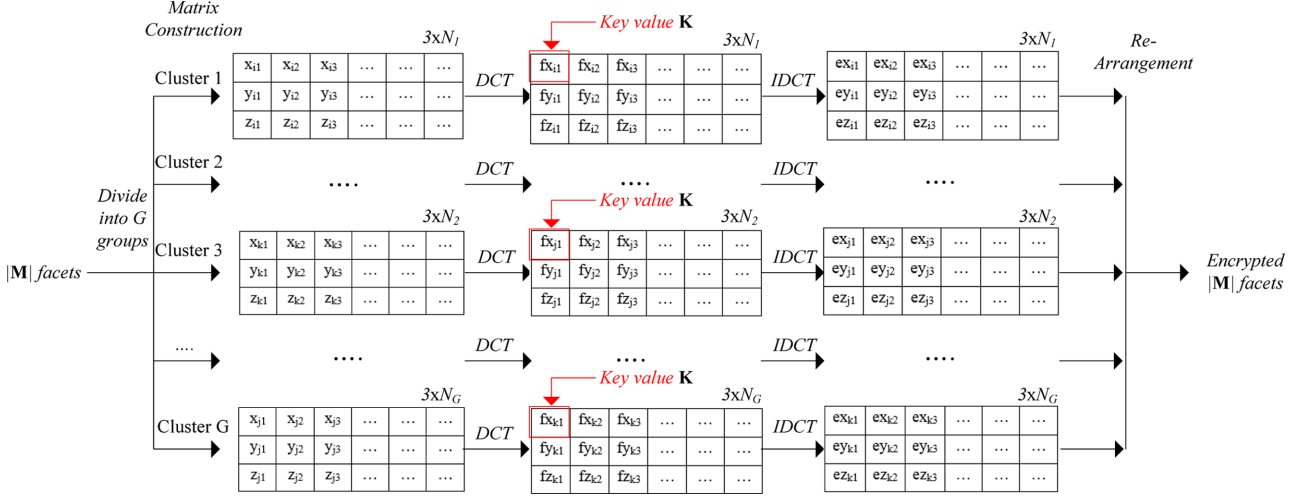 Matrix
Construction
Key value K
Re-
Arrangement
3xN1
3xN1
3xN1
Cluster 1
xi1 xi2 xi3 … … …
yi1 yi2 yi3 … … …
zi1 zi2 zi3 … … …
DCT
fxi1 fxi2 fxi3 … … …
fyi1 fyi2 fyi3 … … …
fzi1 fzi2 fzi3 … … …
IDCT
exi1 exi2 exi3 … … …
eyi1 eyi2 eyi3 … … …
ezi1 ezi2 ezi3 … … …
Cluster 2
....
DCT
....
IDCT
....
Divide
into G
groups
|M| facets
Key value K
3xN2
3xN2
3xN2
Cluster 3
xk1 xk2 xk3 … … …
yk1 yk2 yk3 … … …
zk1 zk2 zk3 … … …
DCT
fxj1 fxj2 fxj3 … … …
fyj1 fyj2 fyj3 … … …
fzj1 fzj2 fzj3 … … …
IDCT
exj1 exj2 exj3 … … …
eyj1 eyj2 eyj3 … … …
ezj1 ezj2 ezj3 … … …
Encrypted
|M| facets
....
....
DCT
....
IDCT
....
Key value K
3xNG
3xNG
3xNG
Cluster G
xj1 xj2 xj3 … … …
yj1 yj2 yj3 … … …
zj1 zj2 zj3 … … …
DCT
fxk1 fxk2 fxk3 … … …
fyk1 fyk2 fyk3 … … …
fzk1 fzk2 fzk3 … … …
IDCT
exk1 exk2 exk3 … … …
eyk1 eyk2 eyk3 … … …
ezk1 ezk2 ezk3 … … …